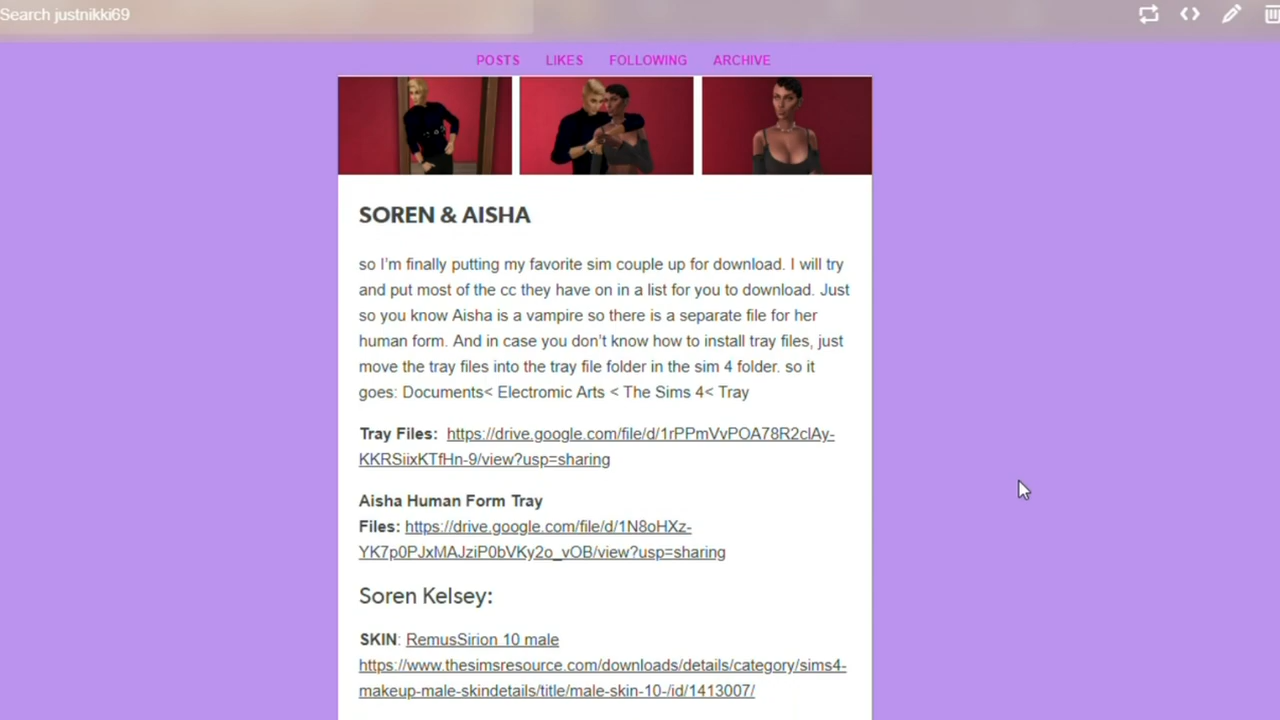 Search justnikki69
POSTS LIKES FOLLOWING ARCHIVE
SOREN & AISHA
so I'm finally putting my favorite sim couple up for download. I will try
and put most of the cc they have on in a list for you to download. Just
so you know Aisha is a vampire so there is a separate file for her
human form. And in case you don't know how to install tray files, just
move the tray files into the tray file folder in the sim 4 folder. so it
goes: Documents< Electromic Arts < The Sims 4< Tray
Tray Files: https://drive.google.com/file/d/1rPPmVvPOA78R2clAy-
KKRSiixKTfHn-9/view?usp=sharing
Aisha Human Form Tray
Files: https://drive.google.com/file/d/1N8oHXz-
YK7p0PJxMAJziP0bVKy2o_vOB/view?usp=sharing
Soren Kelsey:
SKIN: RemusSirion 10 male
https://www.thesimsresource.com/downloads/details/category/sims4-
makeup-male-skindetails/title/male-skin-10-/id/1413007/